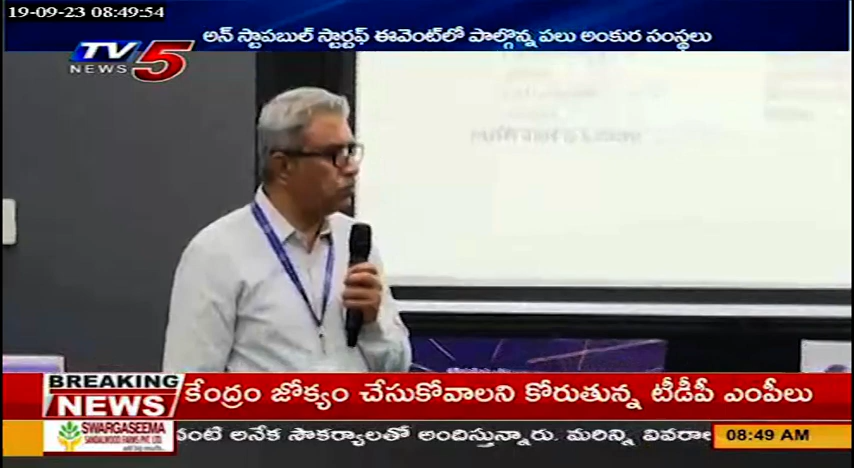 19-09-23 08:49:54
అన్ స్టాపబుల్ స్టార్టప్ ఈవెంట్‌లో పాల్గొన్న పలు అంకుర సంస్థలు
TV5
NEWS
BREAKING
NEWS
కేంద్రం జోక్యం చేసుకోవాలని కోరుతున్న టీడీపీ ఎంపీలు
SWARGASEEMA
SANDALWOOD FARMS PVT. LTD.
వంటి అనేక సౌకర్యాలతో అందిస్తున్నారు. మరిన్ని
08:49 AM